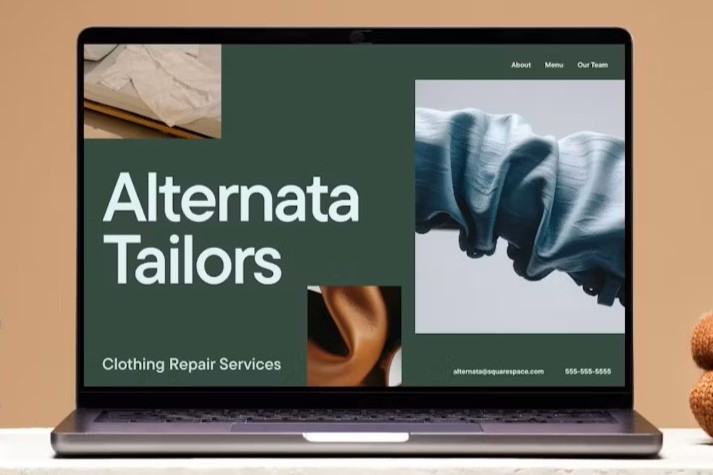 About Menu Our Team
Alternata
Tailors
Clothing Repair Services
alternata@squarespace.com 555-555-5555